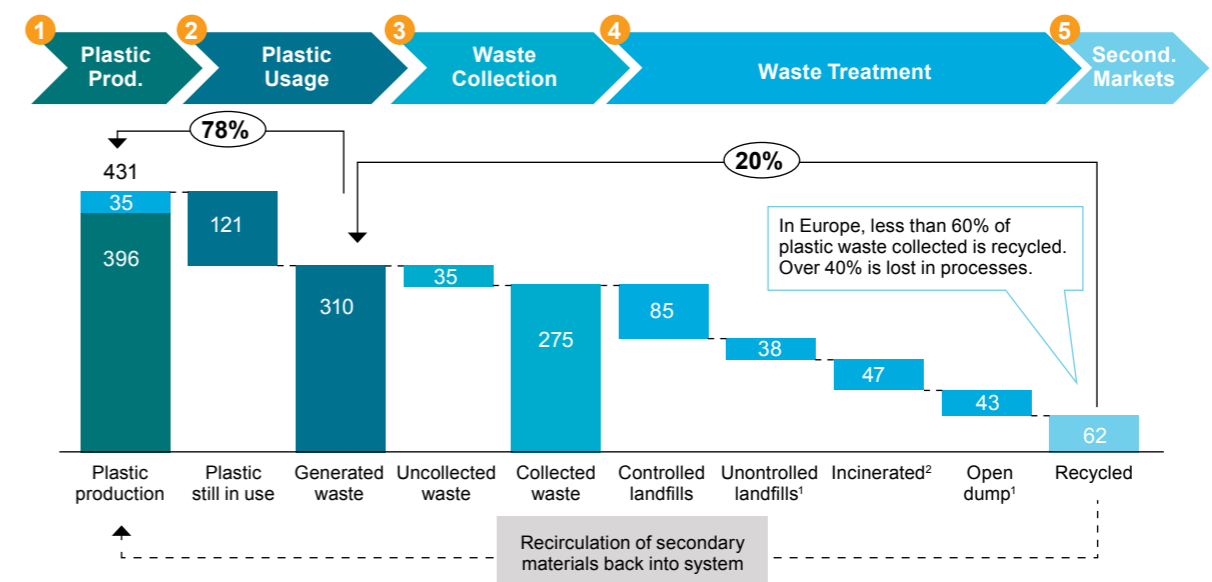 1
Plastic
Prod.
2
Plastic
Usage
3
Waste
Collection
4
Waste Treatment
5
Second.
Markets
78%
20%
431
35
396
121
310
35
275
85
38
47
43
62
In Europe, less than 60% of
plastic waste collected is recycled.
Over 40% is lost in processes.
Plastic
production
Plastic
still in use
Generated
waste
Uncollected
waste
Collected
waste
Controlled
landfills
Unontrolled
landfills¹
Incinerated²
Open
dump¹
Recycled
Recirculation of secondary
materials back into system